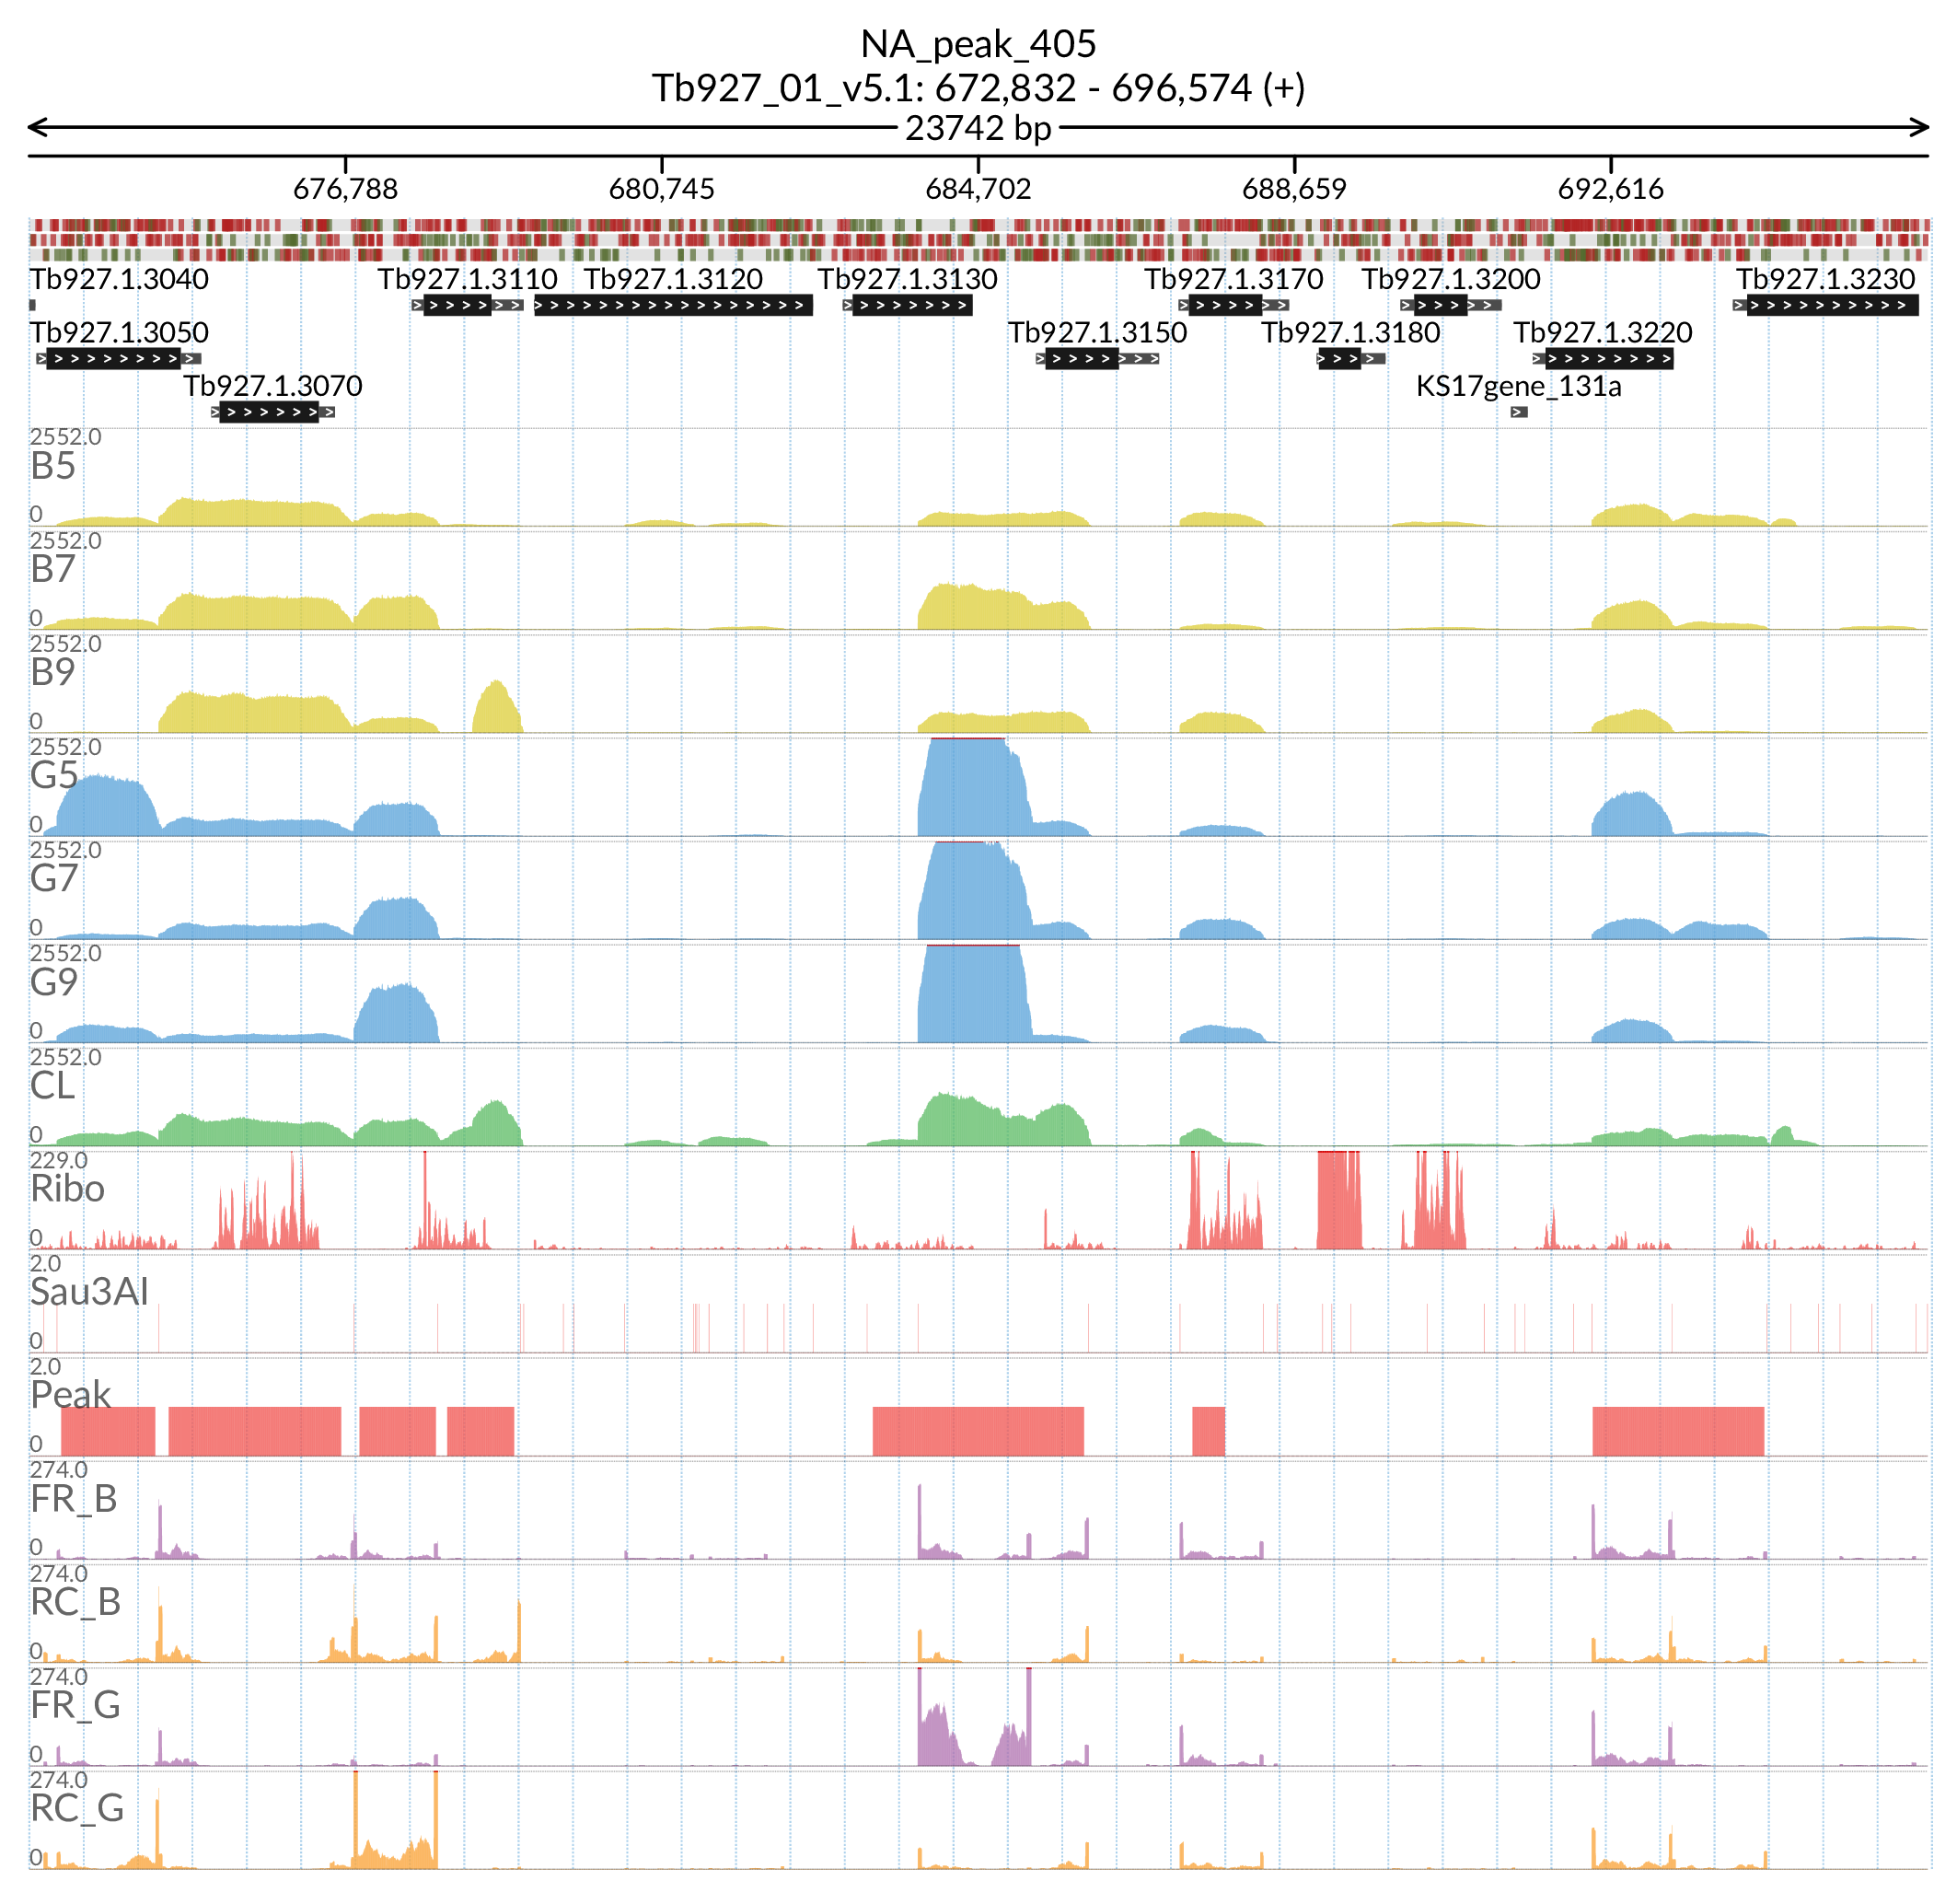 NA_peak_405
Tb927_01_v5.1: 672,832 - 696,574 (+)
23742 bp
676,788 680,745 684,702 688,659 692,616
Tb927.1.3040 Tb927.1.3110 Tb927.1.3120 Tb927.1.3130 Tb927.1.3170 Tb927.1.3200 Tb927.1.3230
Tb927.1.3050 Tb927.1.3150 Tb927.1.3180 Tb927.1.3220
Tb927.1.3070 KS17gene_131a
2552.0
B5
0
2552.0
B7
0
2552.0
B9
0
2552.0
G5
0
2552.0
G7
0
2552.0
G9
0
2552.0
CL
0
229.0
Ribo
0
2.0
Sau3AI
0
2.0
Peak
0
274.0
FR_B
0
274.0
RC_B
0
274.0
FR_G
0
274.0
RC_G
0